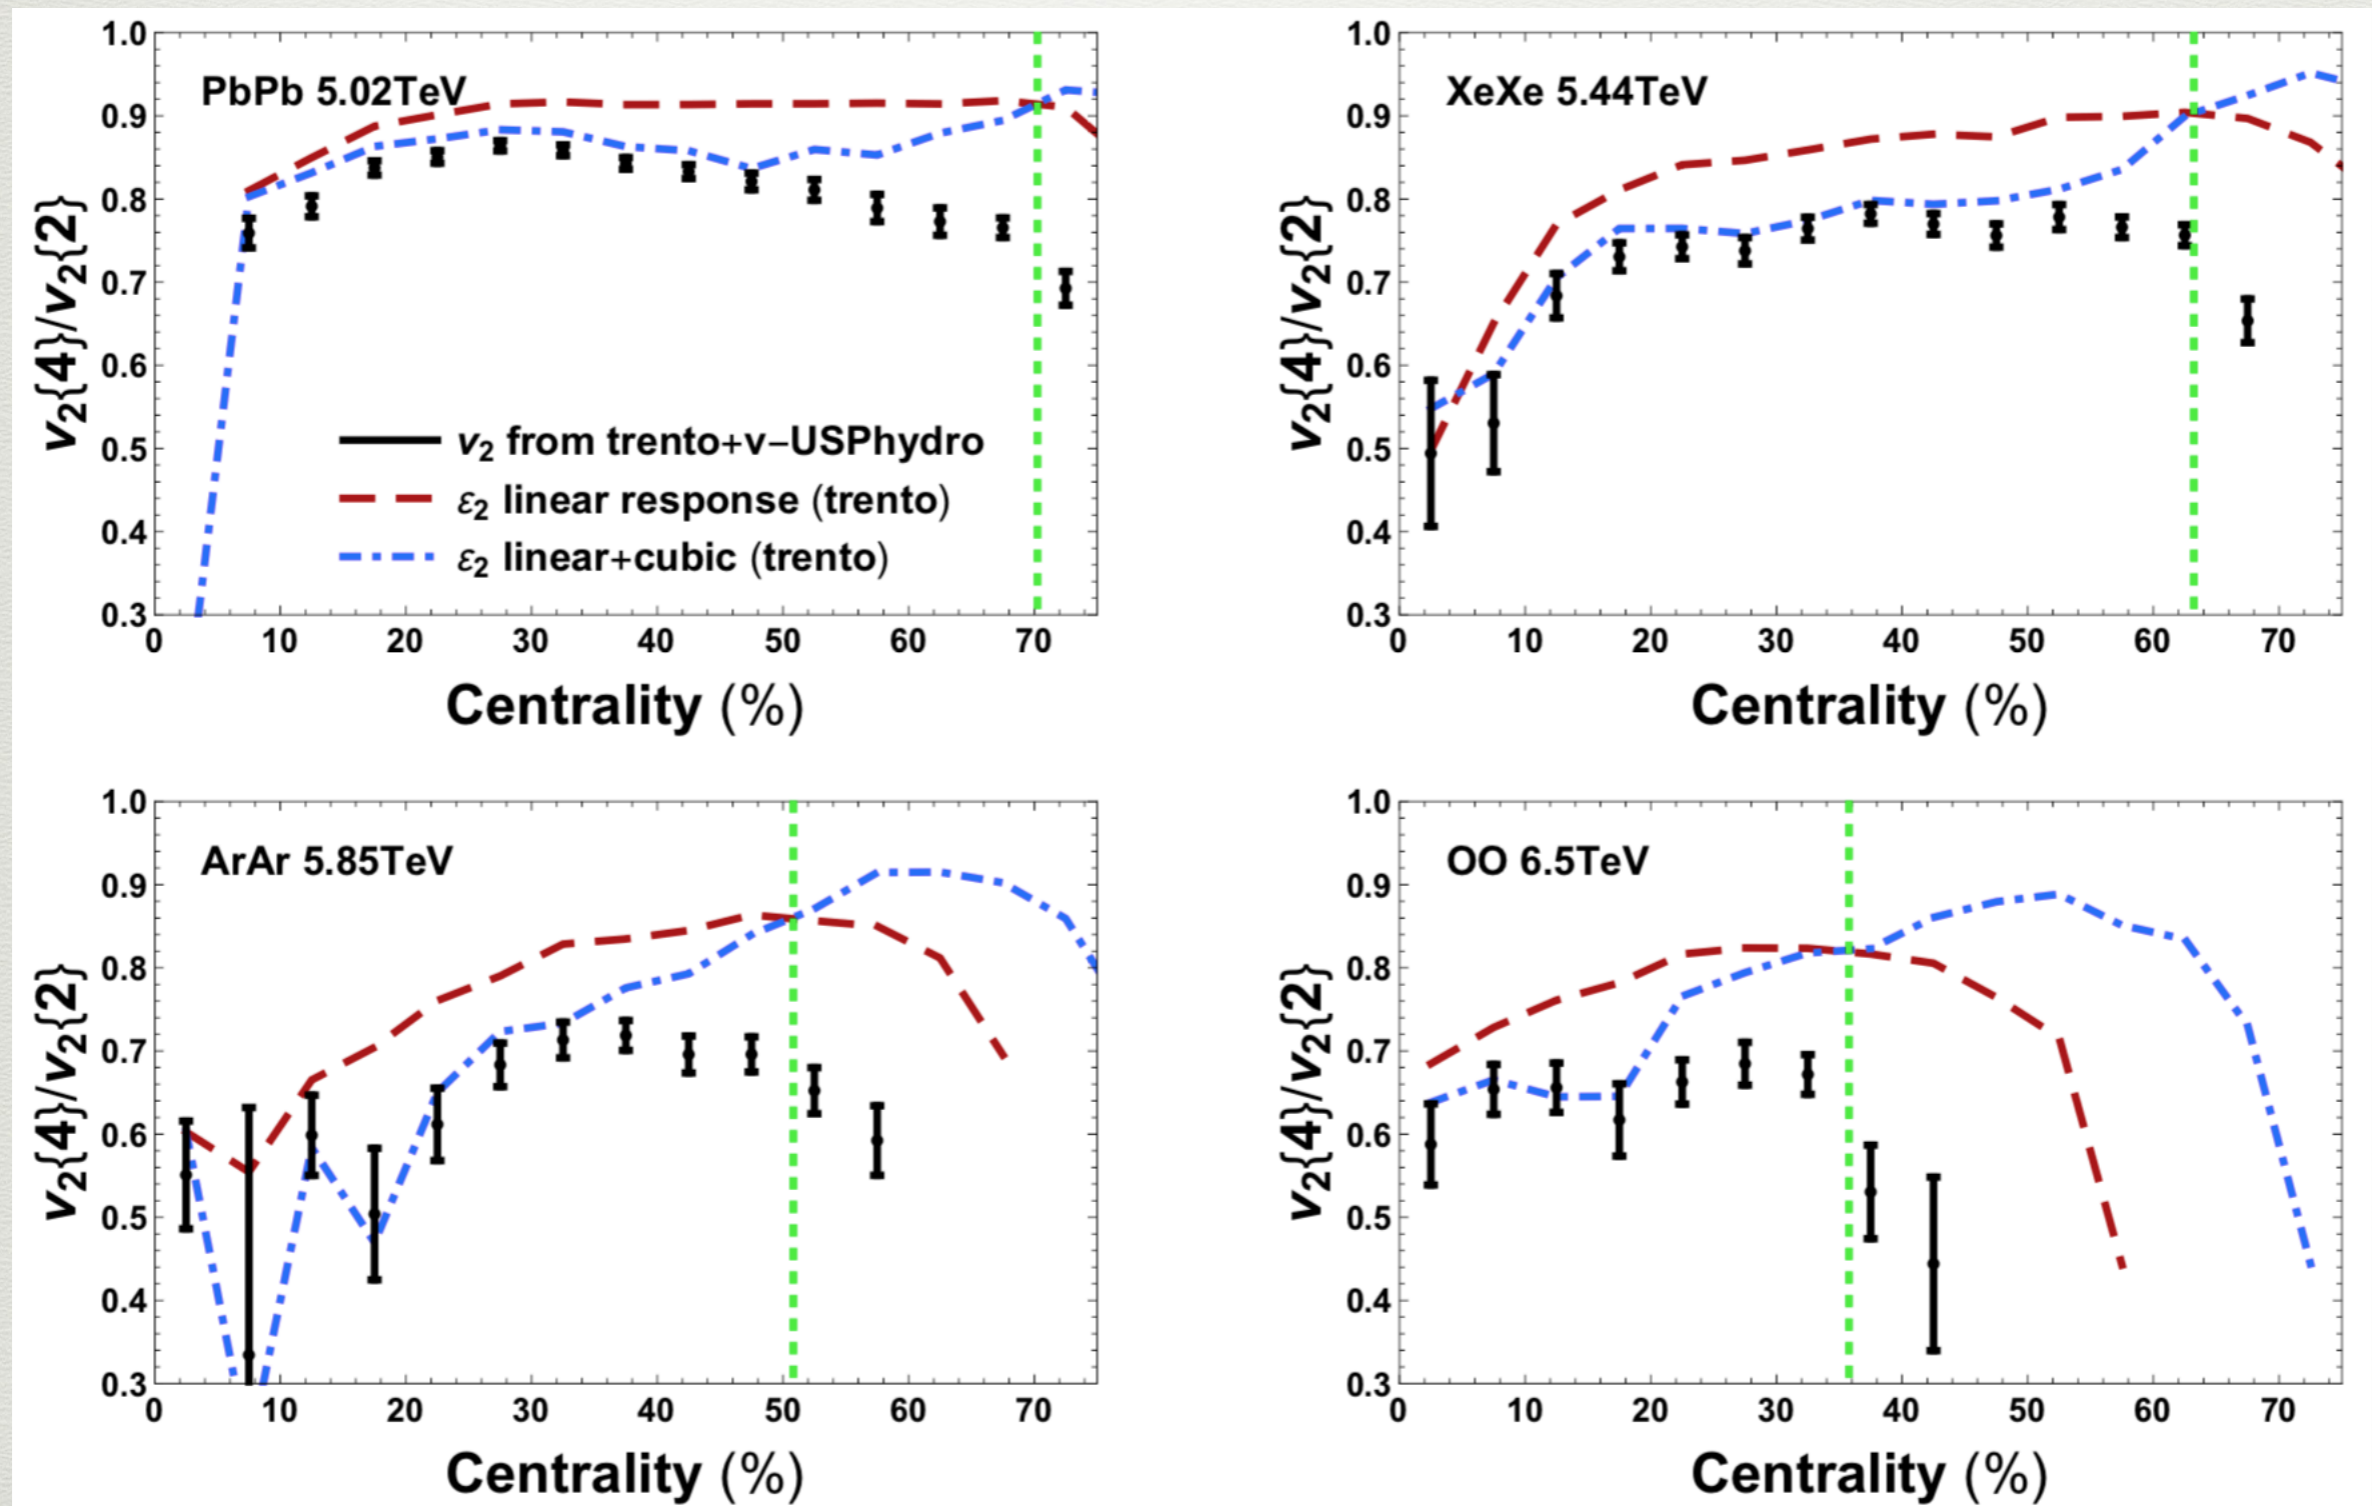 PbPb 5.02TeV
v2{4}/v2{2}
1.0
0.9
0.8
0.7
0.6
0.5
0.4
0.3
v2 from trento+v−USPhydro
ε2 linear response (trento)
ε2 linear+cubic (trento)
0 10 20 30 40 50 60 70
Centrality (%)
XeXe 5.44TeV
v2{4}/v2{2}
1.0
0.9
0.8
0.7
0.6
0.5
0.4
0.3
0 10 20 30 40 50 60 70
Centrality (%)
ArAr 5.85TeV
v2{4}/v2{2}
1.0
0.9
0.8
0.7
0.6
0.5
0.4
0.3
0 10 20 30 40 50 60 70
Centrality (%)
OO 6.5TeV
v2{4}/v2{2}
1.0
0.9
0.8
0.7
0.6
0.5
0.4
0.3
0 10 20 30 40 50 60 70
Centrality (%)